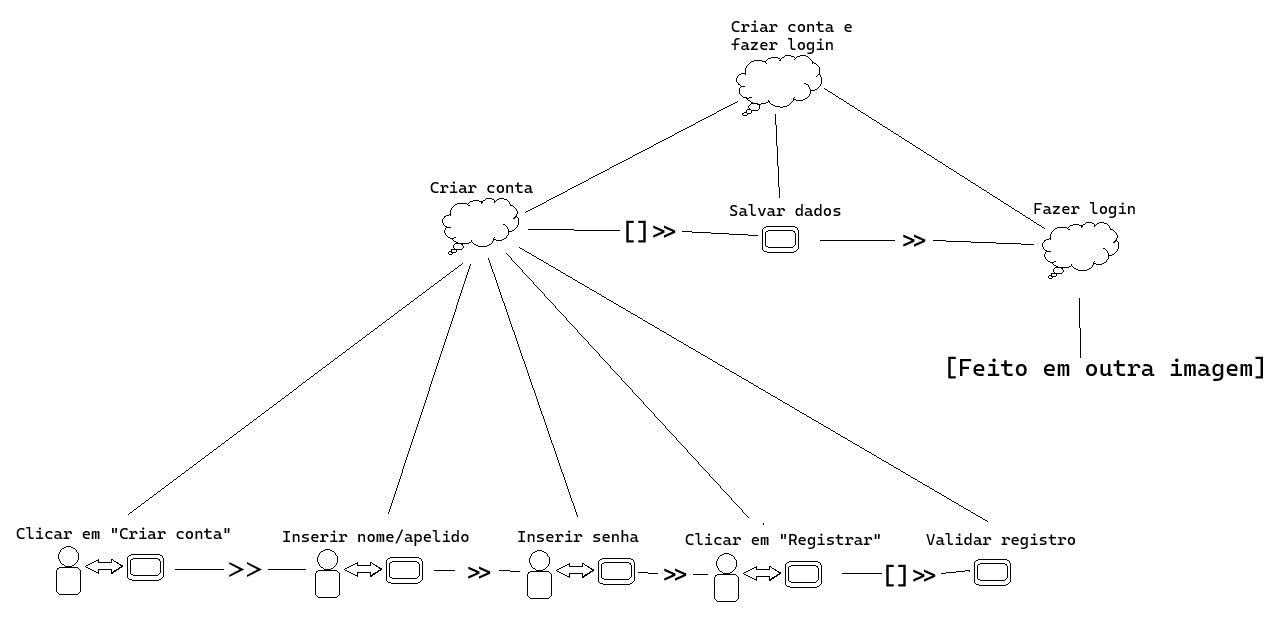 Criar conta e
fazer login
Criar conta
[]>>
Salvar dados
>>
Fazer login
[Feito em outra imagem]
Clicar em "Criar conta"
>>
Inserir nome/apelido
>>
Inserir senha
>>
Clicar em "Registrar"
[]>>
Validar registro